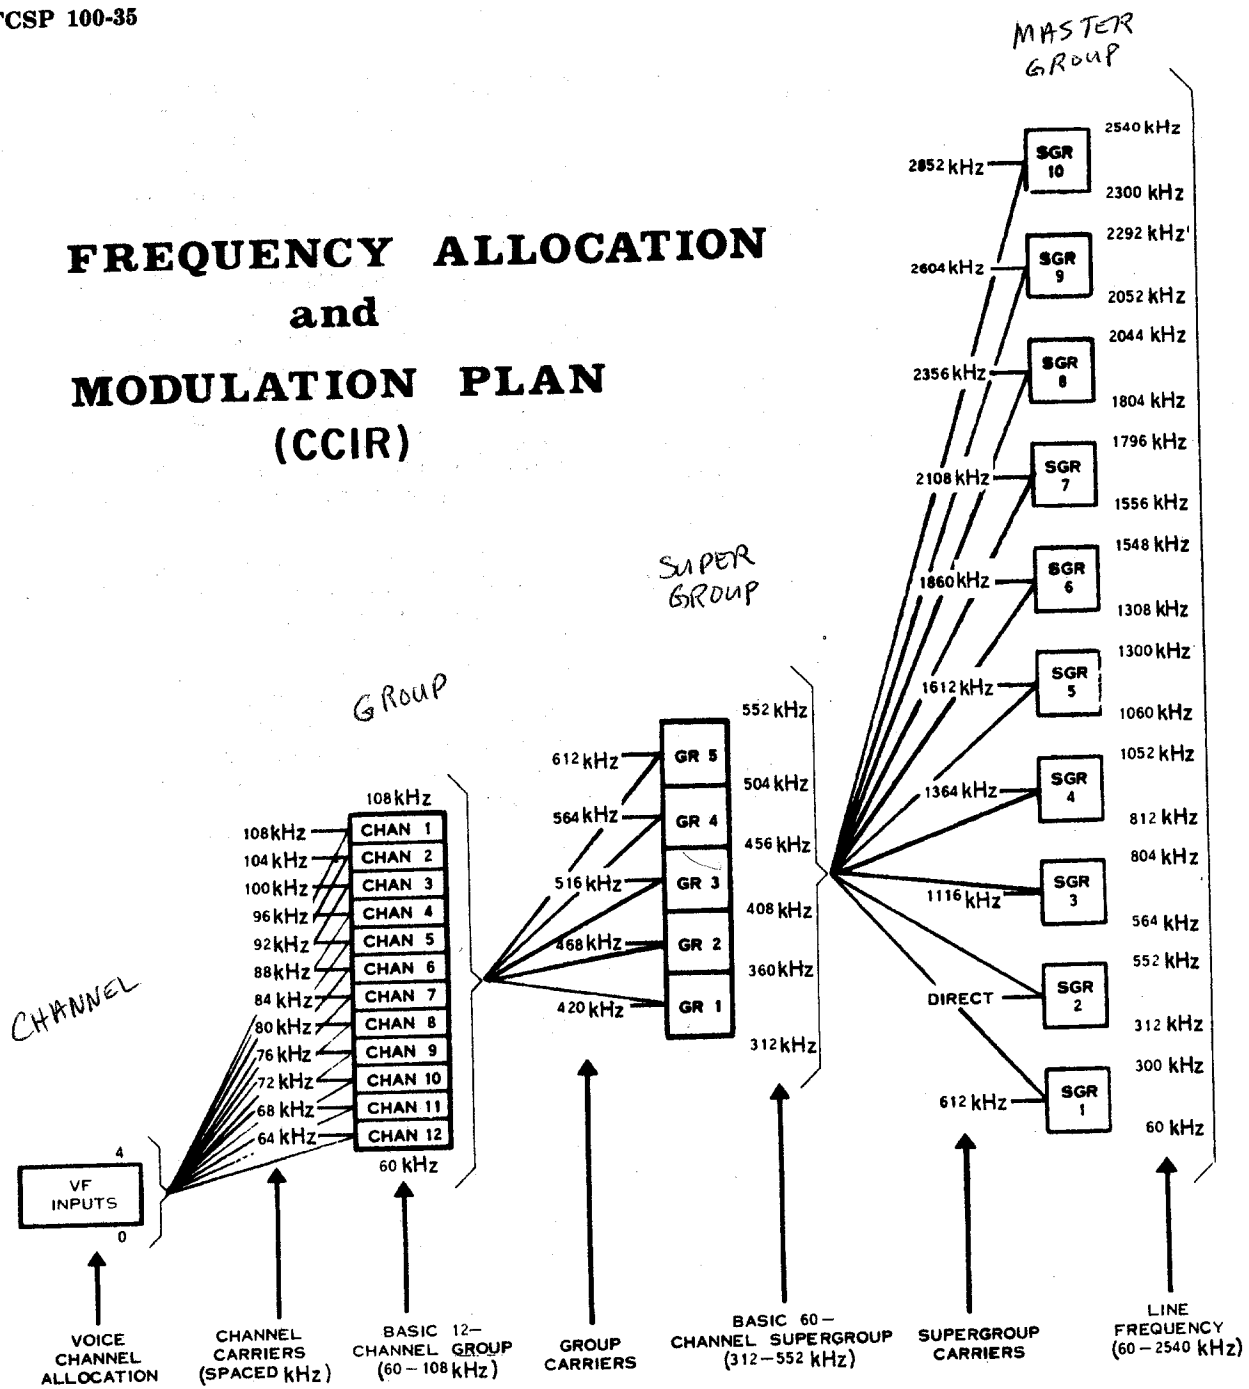 TCSP 100-35
MASTER
GROUP
FREQUENCY ALLOCATION
and
MODULATION PLAN
(CCIR)
2852 kHz
SGR
10
2540 kHz
2300 kHz
2604 kHz
SGR
9
2292 kHz'
2052 kHz
2356 kHz
SGR
8
2044 kHz
1804 kHz
2108 kHz
SGR
7
1796 kHz
1556 kHz
1860 kHz
SGR
6
1548 kHz
1308 kHz
1612 kHz
SGR
5
1300 kHz
1060 kHz
1364 kHz
SGR
4
1052 kHz
812 kHz
1116 kHz
SGR
3
804 kHz
564 kHz
DIRECT
SGR
2
552 kHz
312 kHz
612 kHz
SGR
1
300 kHz
60 kHz
SUPER
GROUP
552 kHz
612 kHz
GR 5
504 kHz
564 kHz
GR 4
456 kHz
516 kHz
GR 3
408 kHz
468 kHz
GR 2
360 kHz
420 kHz
GR 1
312 kHz
GROUP
108 kHz
108 kHz CHAN 1
104 kHz CHAN 2
100 kHz CHAN 3
96 kHz CHAN 4
92 kHz CHAN 5
88 kHz CHAN 6
84 kHz CHAN 7
80 kHz CHAN 8
76 kHz CHAN 9
72 kHz CHAN 10
68 kHz CHAN 11
64 kHz CHAN 12
60 kHz
CHANNEL
4
VF
INPUTS
0
VOICE
CHANNEL
ALLOCATION
CHANNEL
CARRIERS
(SPACED kHz)
BASIC 12-
CHANNEL GROUP
(60-108 kHz)
GROUP
CARRIERS
BASIC 60-
CHANNEL SUPERGROUP
(312-552 kHz)
SUPERGROUP
CARRIERS
LINE
FREQUENCY
(60-2540 kHz)